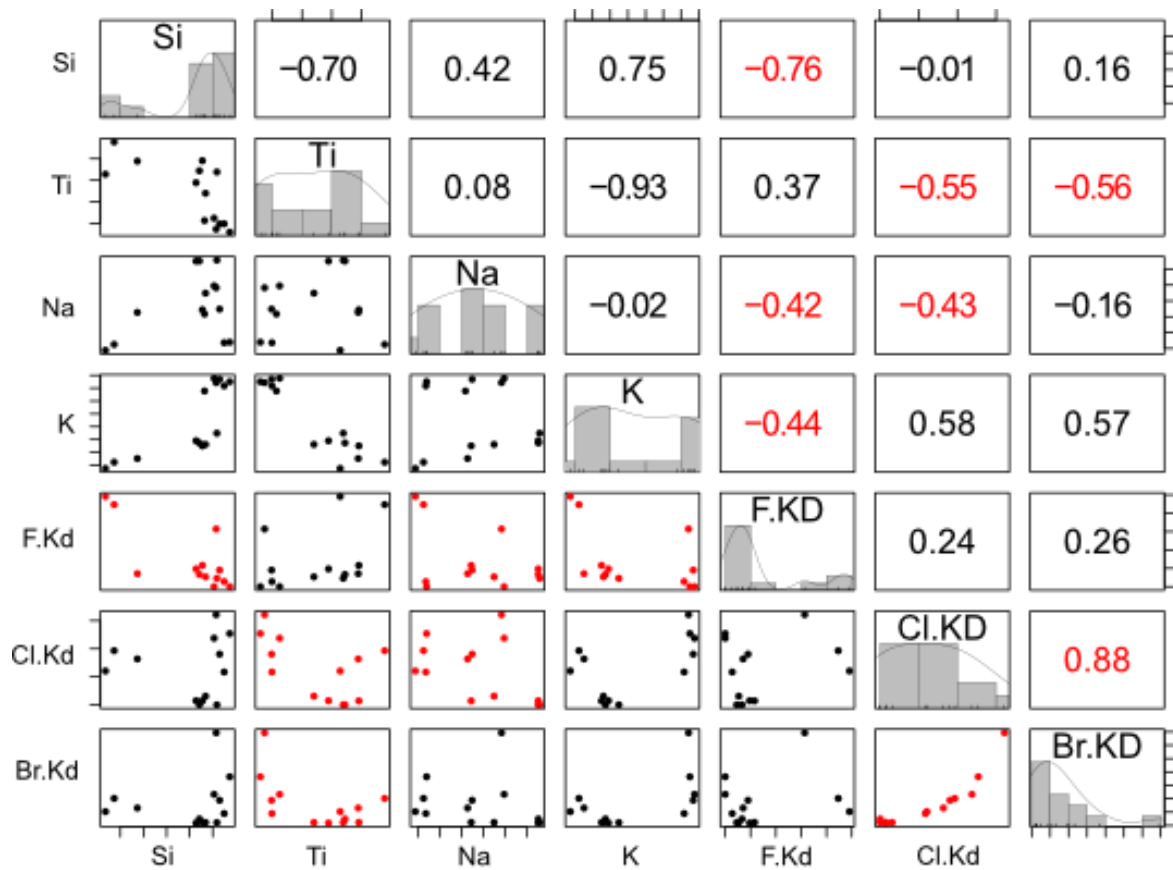 Si Si −0.70 0.42 0.75 −0.76 −0.01 0.16
Ti Ti 0.08 −0.93 0.37 −0.55 −0.56
Na Na −0.02 −0.42 −0.43 −0.16
K K −0.44 0.58 0.57
F.Kd F.KD 0.24 0.26
Cl.Kd Cl.KD 0.88
Br.Kd Br.KD
Si Ti Na K F.Kd Cl.Kd